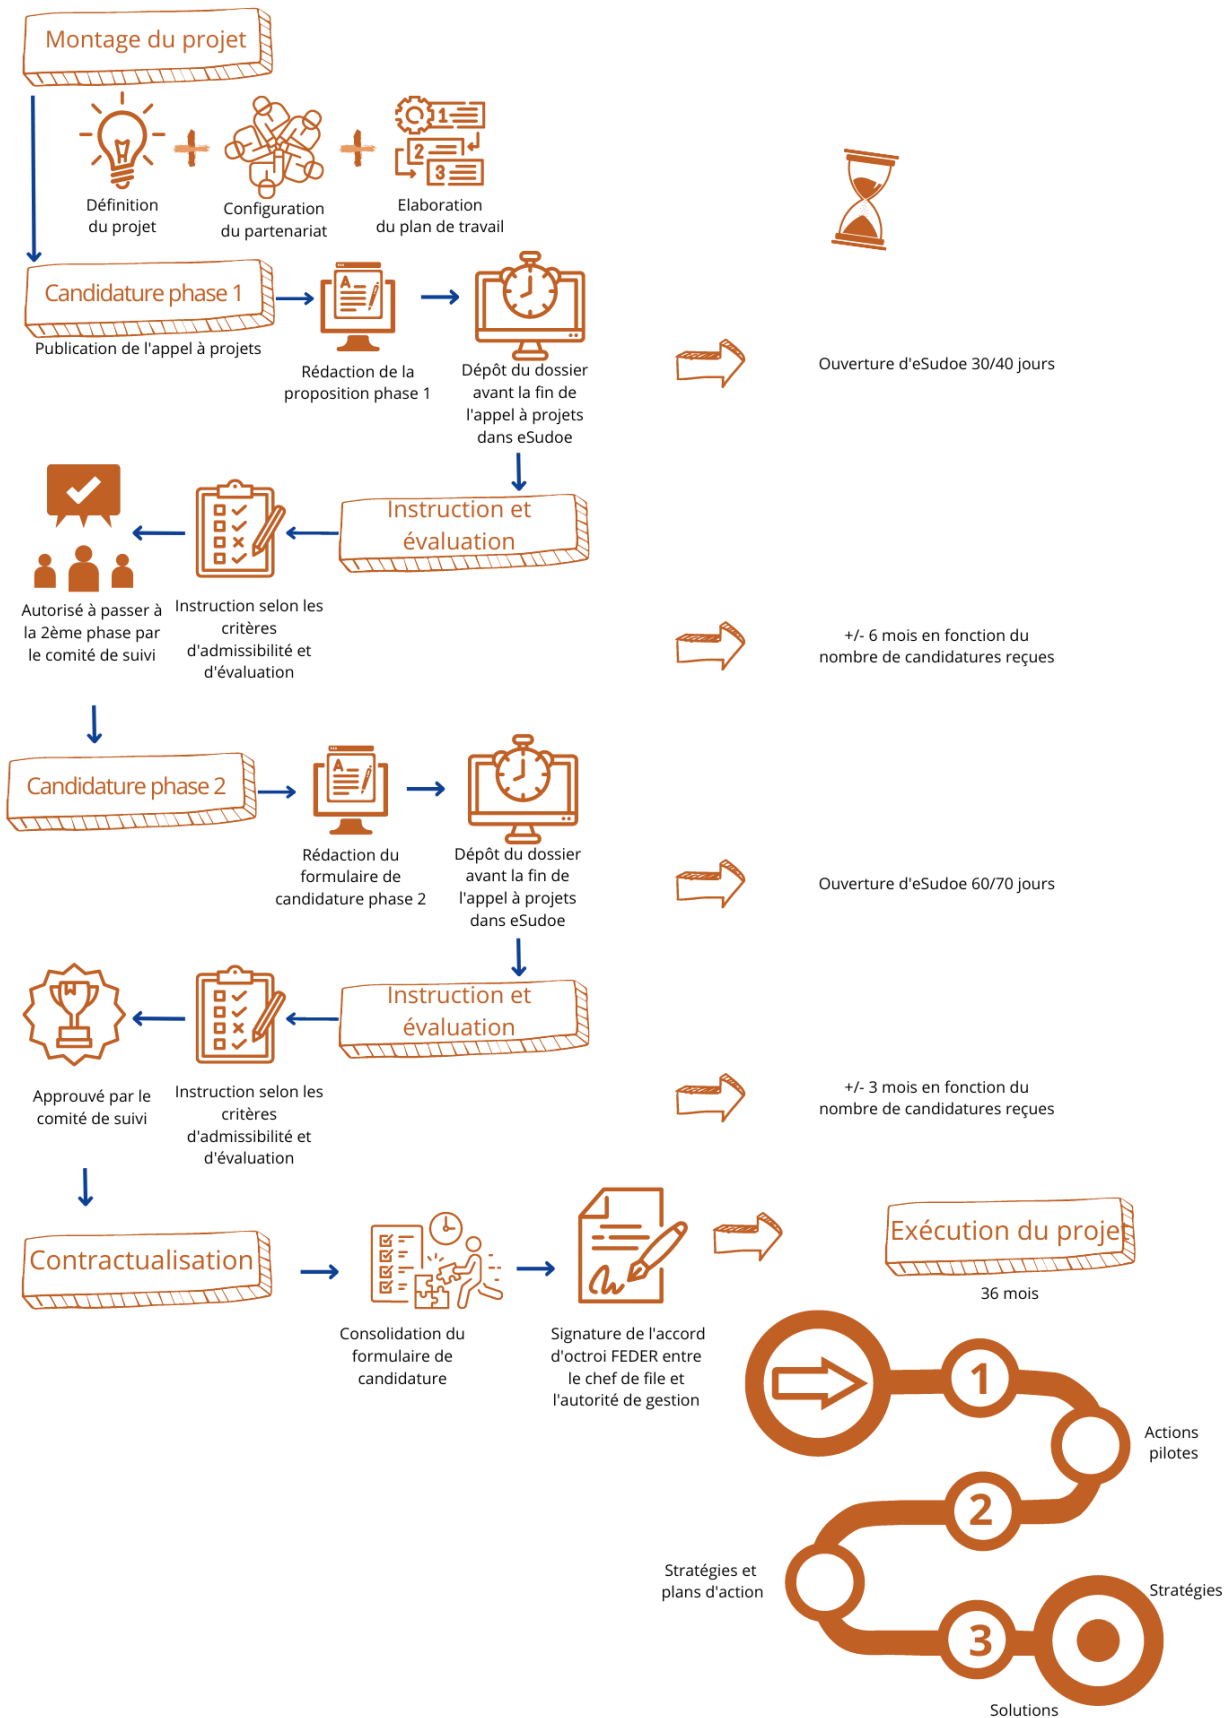 Montage du projet
1
2
3
Définition
du projet
Configuration
du partenariat
Elaboration
du plan de travail
Candidature phase 1
Publication de l'appel à projets
A
Rédaction de la
proposition phase 1
Dépôt du dossier
avant la fin de
l'appel à projets
dans eSudoe
Ouverture d'eSudoe 30/40 jours
Instruction et
évaluation
Instruction selon les
critères
d'admissibilité et
d'évaluation
Autorisé à passer à
la 2ème phase par
le comité de suivi
+/- 6 mois en fonction du
nombre de candidatures reçues
Candidature phase 2
A
Rédaction du
formulaire de
candidature phase 2
Dépôt du dossier
avant la fin de
l'appel à projets
dans eSudoe
Ouverture d'eSudoe 60/70 jours
Instruction et
évaluation
Instruction selon les
critères
d'admissibilité et
d'évaluation
Approuvé par le
comité de suivi
+/- 3 mois en fonction du
nombre de candidatures reçues
Contractualisation
Consolidation du
formulaire de
candidature
Signature de l'accord
d'octroi FEDER entre
le chef de file et
l'autorité de gestion
Exécution du projet
36 mois
1
Actions
pilotes
2
Stratégies et
plans d'action
Stratégies
3
Solutions